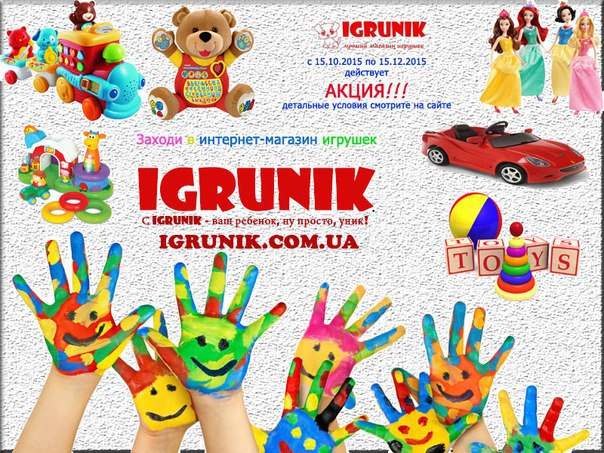 IGRUNIK
лучший магазин игрушек
с 15.10.2015 по 15.12.2015
действует
АКЦИЯ!!!
детальные условия смотрите на сайте
Заходи в интернет-магазин игрушек
IGRUNIK
С IGRUNIK - ваш ребенок, ну просто, уник!
IGRUNIK.COM.UA
TOYS